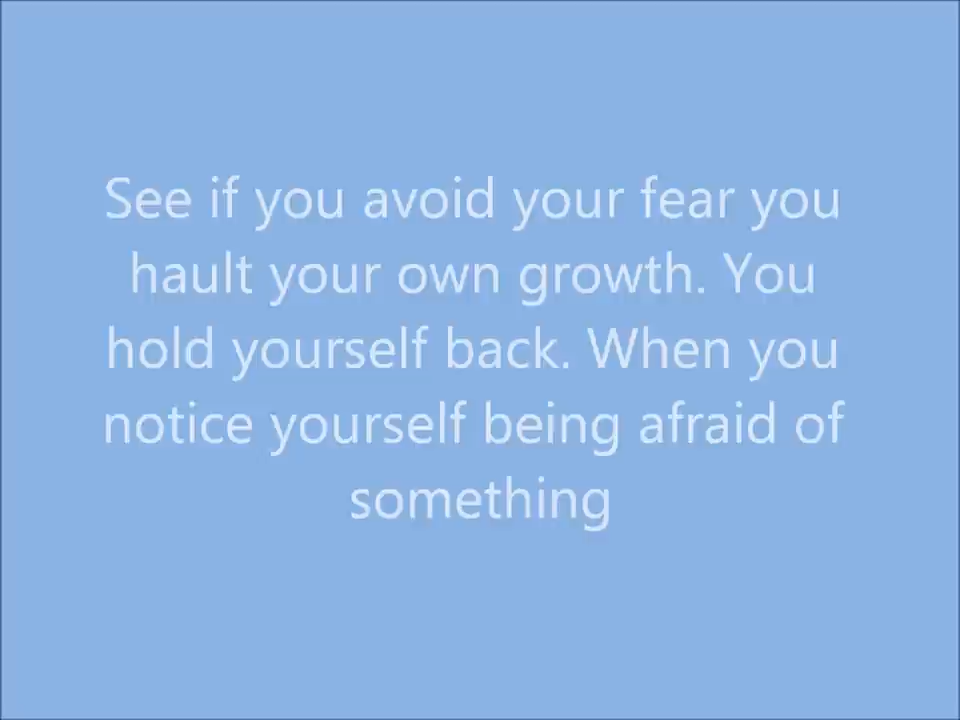 See if you avoid your fear you
hault your own growth. You
hold yourself back. When you
notice yourself being afraid of
something